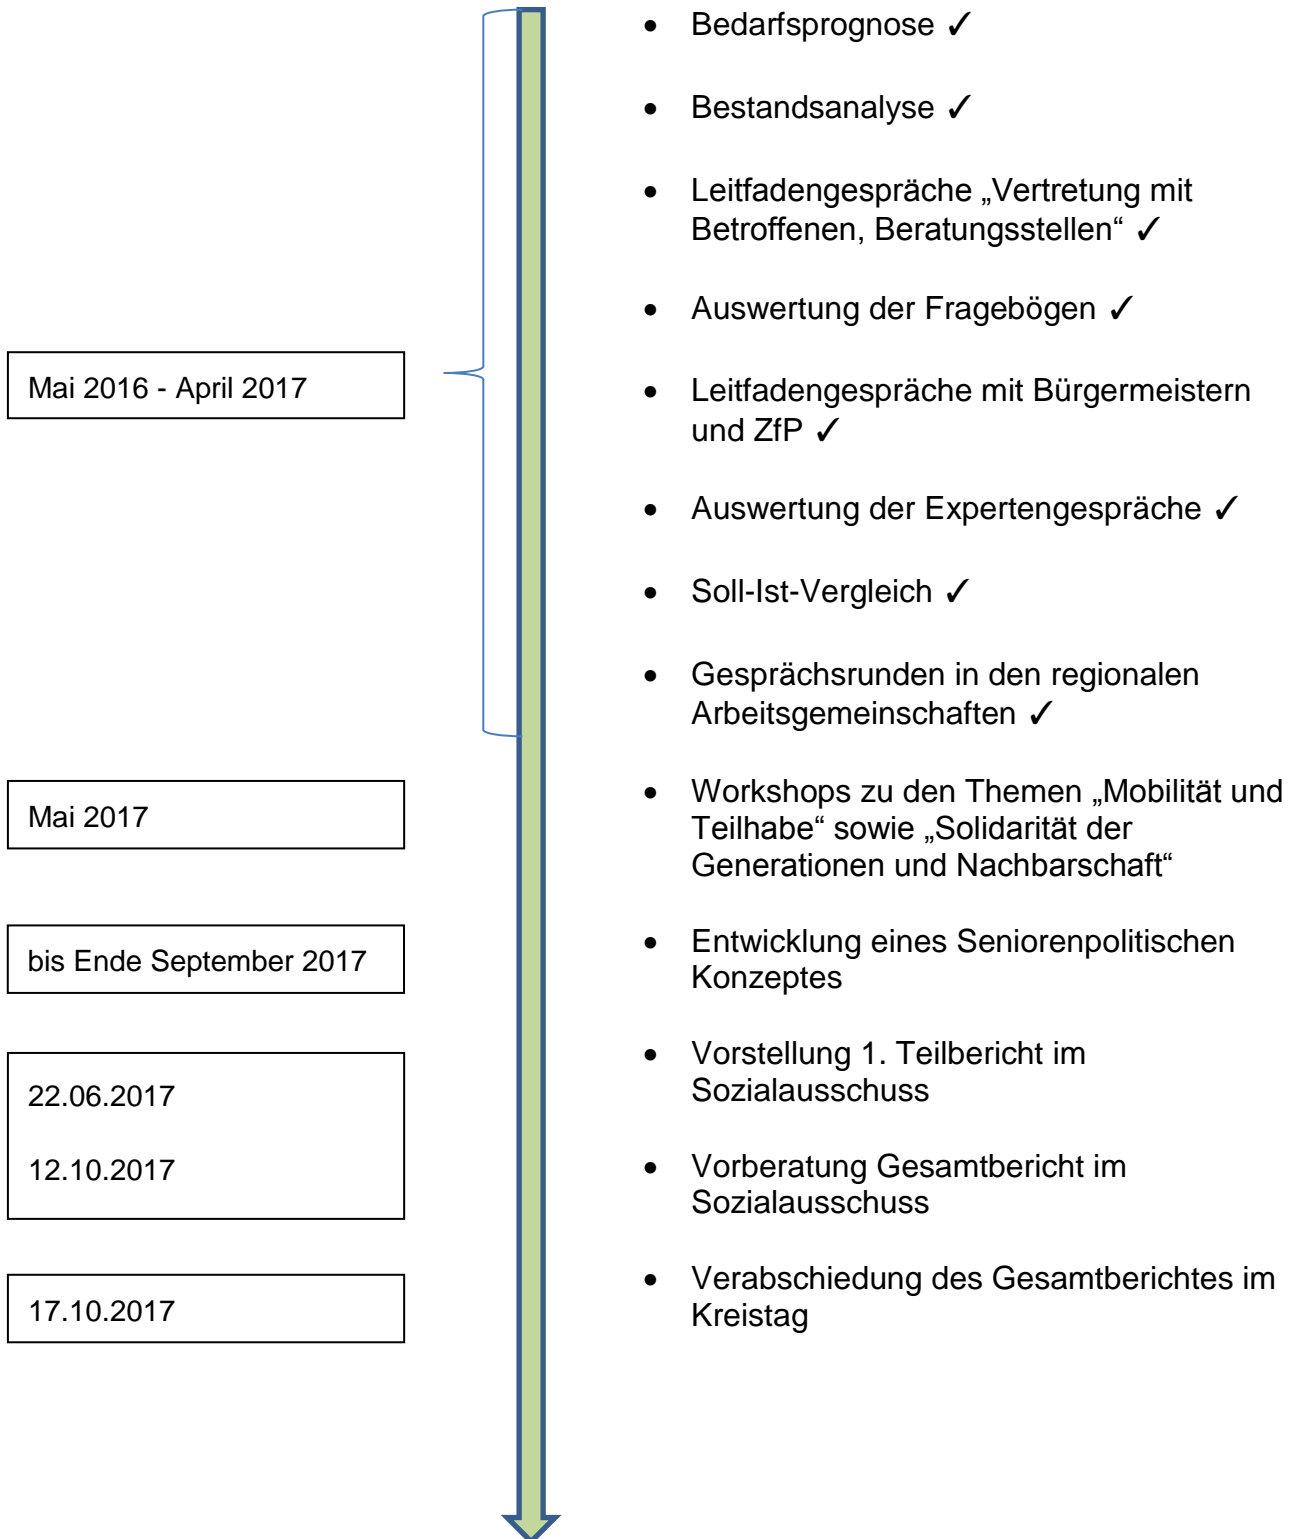 • Bedarfsprognose ✓
• Bestandsanalyse ✓
• Leitfadengespräche „Vertretung mit
Betroffenen, Beratungsstellen“ ✓
• Auswertung der Fragebögen ✓
Mai 2016 - April 2017
• Leitfadengespräche mit Bürgermeistern
und ZfP ✓
• Auswertung der Expertengespräche ✓
• Soll-Ist-Vergleich ✓
• Gesprächsrunden in den regionalen
Arbeitsgemeinschaften ✓
Mai 2017
• Workshops zu den Themen „Mobilität und
Teilhabe“ sowie „Solidarität der
Generationen und Nachbarschaft“
bis Ende September 2017
• Entwicklung eines Seniorenpolitischen
Konzeptes
22.06.2017
• Vorstellung 1. Teilbericht im
Sozialausschuss
12.10.2017
• Vorberatung Gesamtbericht im
Sozialausschuss
17.10.2017
• Verabschiedung des Gesamtberichtes im
Kreistag